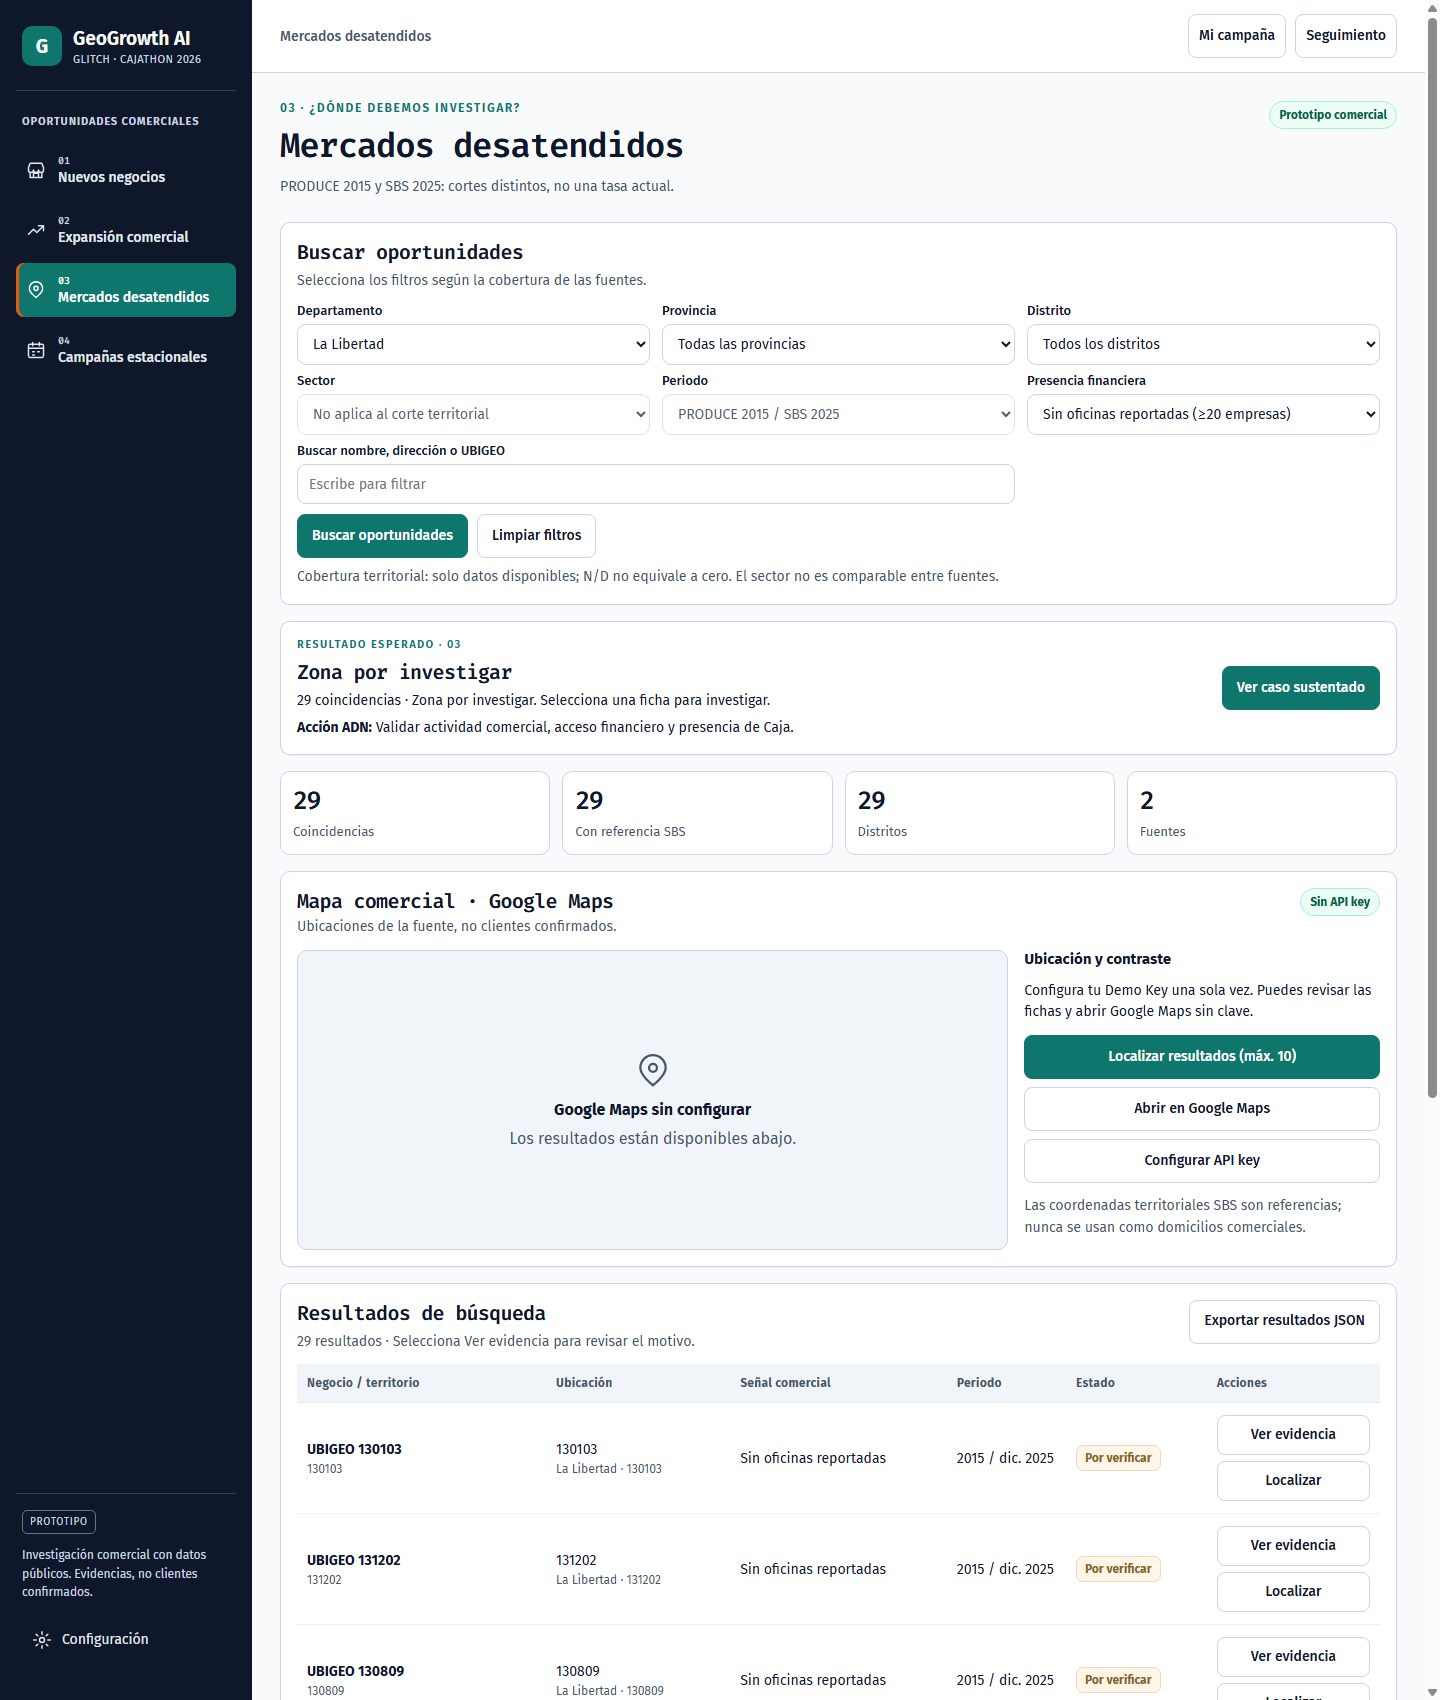 G
GeoGrowth AI
GLITCH · CAJATHON 2026
OPORTUNIDADES COMERCIALES
01
Nuevos negocios
02
Expansión comercial
03
Mercados desatendidos
04
Campañas estacionales
PROTOTIPO
Investigación comercial con datos
públicos. Evidencias, no clientes
confirmados.
Configuración
Mercados desatendidos
Mi campaña
Seguimiento
03 · ¿DÓNDE DEBEMOS INVESTIGAR?
Prototipo comercial
Mercados desatendidos
PRODUCE 2015 y SBS 2025: cortes distintos, no una tasa actual.
Buscar oportunidades
Selecciona los filtros según la cobertura de las fuentes.
Departamento
Provincia
Distrito
La Libertad
Todas las provincias
Todos los distritos
Sector
Periodo
Presencia financiera
No aplica al corte territorial
PRODUCE 2015 / SBS 2025
Sin oficinas reportadas (≥20 empresas)
Buscar nombre, dirección o UBIGEO
Escribe para filtrar
Buscar oportunidades
Limpiar filtros
Cobertura territorial: solo datos disponibles; N/D no equivale a cero. El sector no es comparable entre fuentes.
RESULTADO ESPERADO · 03
Zona por investigar
29 coincidencias · Zona por investigar. Selecciona una ficha para investigar.
Acción ADN: Validar actividad comercial, acceso financiero y presencia de Caja.
Ver caso sustentado
29
Coincidencias
29
Con referencia SBS
29
Distritos
2
Fuentes
Mapa comercial · Google Maps
Ubicaciones de la fuente, no clientes confirmados.
Sin API key
Google Maps sin configurar
Los resultados están disponibles abajo.
Ubicación y contraste
Configura tu Demo Key una sola vez. Puedes revisar las
fichas y abrir Google Maps sin clave.
Localizar resultados (máx. 10)
Abrir en Google Maps
Configurar API key
Las coordenadas territoriales SBS son referencias;
nunca se usan como domicilios comerciales.
Resultados de búsqueda
29 resultados · Selecciona Ver evidencia para revisar el motivo.
Exportar resultados JSON
Negocio / territorio
Ubicación
Señal comercial
Periodo
Estado
Acciones
UBIGEO 130103
130103
130103
La Libertad · 130103
Sin oficinas reportadas
2015 / dic. 2025
Por verificar
Ver evidencia
Localizar
UBIGEO 131202
131202
131202
La Libertad · 131202
Sin oficinas reportadas
2015 / dic. 2025
Por verificar
Ver evidencia
Localizar
UBIGEO 130809
130809
130809
La Libertad · 130809
Sin oficinas reportadas
2015 / dic. 2025
Por verificar
Ver evidencia
Localizar